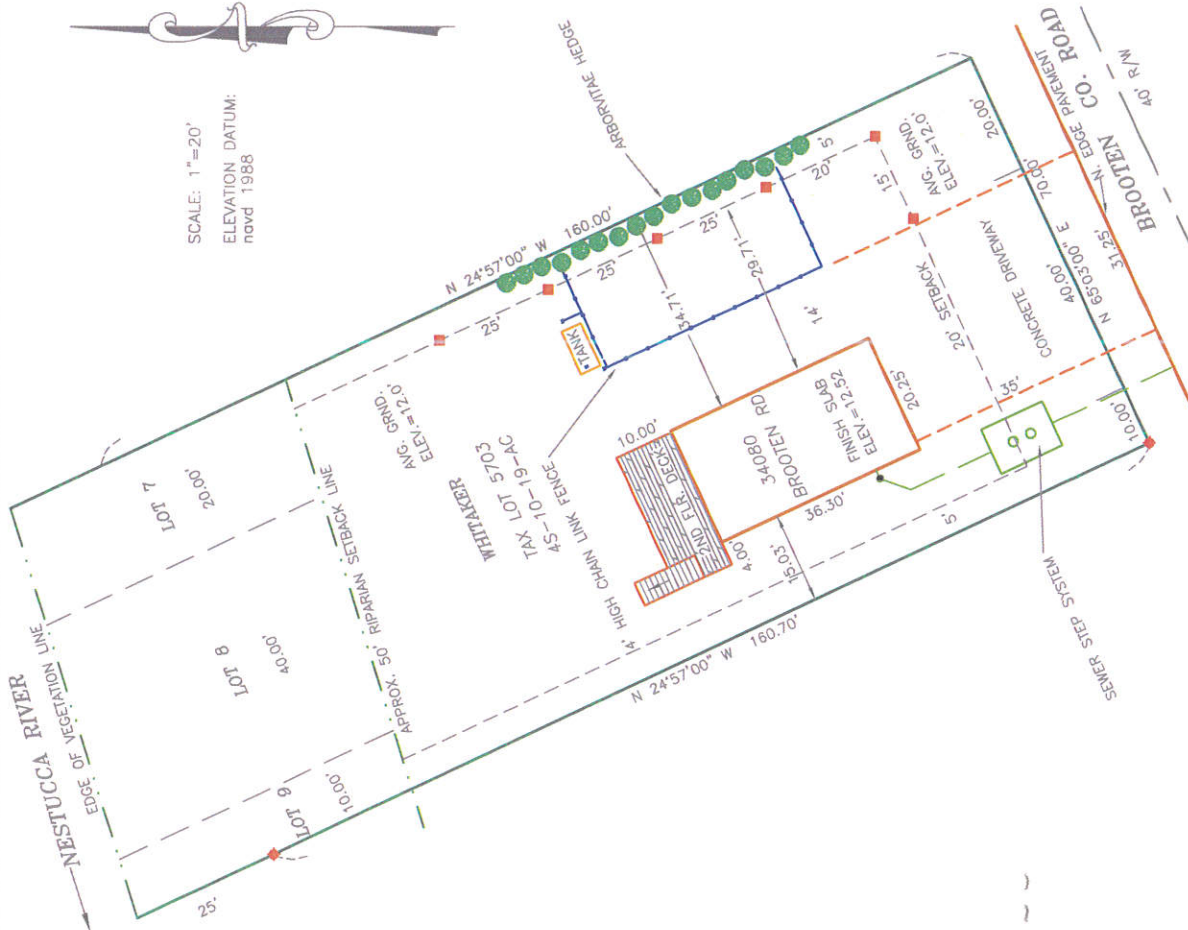 N
SCALE: 1"=20'
ELEVATION DATUM:
navd 1988
NESTUCCA RIVER
EDGE OF VEGETATION LINE
LOT 7
20.00'
LOT 8
40.00'
LOT 9
10.00'
25'
APPROX. 50' RIPARIAN SETBACK LINE
AVG. GRND.
ELEV.=12.0'
N 24°57'00" W 160.00'
ARBORVITAE HEDGE
25'
25'
25'
20'
5'
15'
WHITAKER
TAX LOT 5703
4S-10-19-AC
4' HIGH CHAIN LINK FENCE
TANK
34.71'
29.71'
14'
10.00'
2ND FLR. DECK
4.00'
34080
BROOTEN RD
FINISH SLAB
ELEV.=12.52
20.25'
36.30'
15.03'
5'
N 24°57'00" W 160.70'
AVG. GRND.
ELEV.=12.0'
20' SETBACK
CONCRETE DRIVEWAY
35'
20.00'
70.00'
40.00'
10.00'
N 65°03'00" E
31.25'
N. EDGE PAVEMENT
BROOTEN CO. ROAD
40' R/W
SEWER STEP SYSTEM